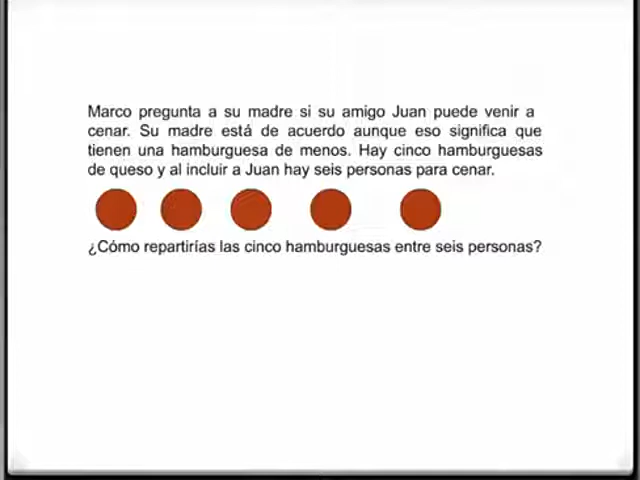 Marco pregunta a su madre si su amigo Juan puede venir a
cenar. Su madre está de acuerdo aunque eso significa que
tienen una hamburguesa de menos. Hay cinco hamburguesas
de queso y al incluir a Juan hay seis personas para cenar.
¿Cómo repartirías las cinco hamburguesas entre seis personas?